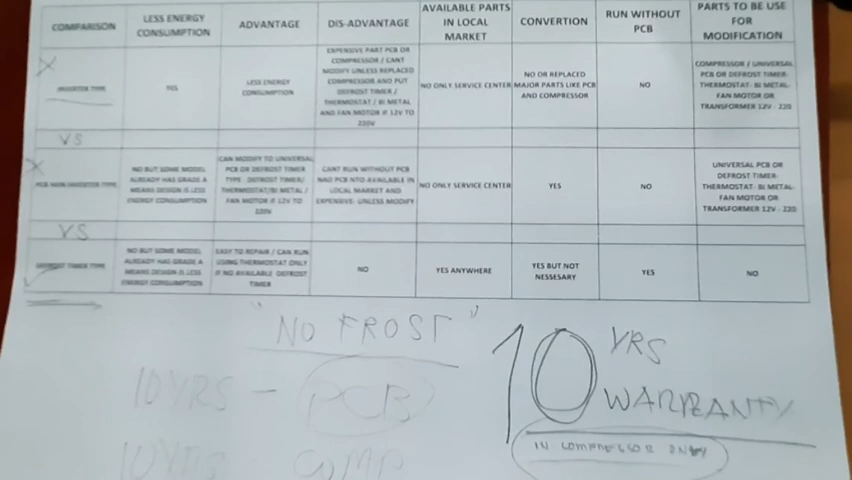 COMPARISON
LESS ENERGY
CONSUMPTION
ADVANTAGE
DIS-ADVANTAGE
AVAILABLE PARTS
IN LOCAL
MARKET
CONVERTION
RUN WITHOUT
PCB
PARTS TO BE USE
FOR
MODIFICATION
INVERTER TYPE
YES
LESS ENERGY
CONSUMPTION
EXPENSIVE PART PCB OR
COMPRESSOR / CANT
MODIFY UNLESS REPLACED
COMPRESSOR AND PUT
DEFROST TIMER /
THERMOSTAT / BI METAL
AND FAN MOTOR IF 12V TO
220V
NO ONLY SERVICE CENTER
NO OR REPLACED
MAJOR PARTS LIKE PCB
AND COMPRESSOR
NO
COMPRESSOR / UNIVERSAL
PCB OR DEFROST TIMER-
THERMOSTAT- BI METAL-
FAN MOTOR OR
TRANSFORMER 12V - 220
VS
PCB NON-INVERTER TYPE
NO BUT SOME MODEL
ALREADY HAS GRADE A
MEANS DESIGN IS LESS
ENERGY CONSUMPTION
CAN MODIFY TO UNIVERSAL
PCB OR DEFROST TIMER
TYPE - DEFROST TIMER/
THERMOSTAT/BI METAL /
FAN MOTOR IF 12V TO
220V
CANT RUN WITHOUT PCB
NAD PCB NTO AVAILABLE IN
LOCAL MARKET AND
EXPENSIVE- UNLESS MODIFY
NO ONLY SERVICE CENTER
YES
NO
UNIVERSAL PCB OR
DEFROST TIMER-
THERMOSTAT- BI METAL-
FAN MOTOR OR
TRANSFORMER 12V - 220
VS
DEFROST TIMER TYPE
NO BUT SOME MODEL
ALREADY HAS GRADE A
MEANS DESIGN IS LESS
ENERGY CONSUMPTION
EASY TO REPAIR / CAN RUN
USING THERMOSTAT ONLY
IF NO AVAILABLE DEFROST
TIMER
NO
YES ANYWHERE
YES BUT NOT
NESSESARY
YES
NO
"NO FROST"
10 YRS WARRANTY
IN COMPRESSOR ONLY
10YRS - PCB
10YRS - COMP